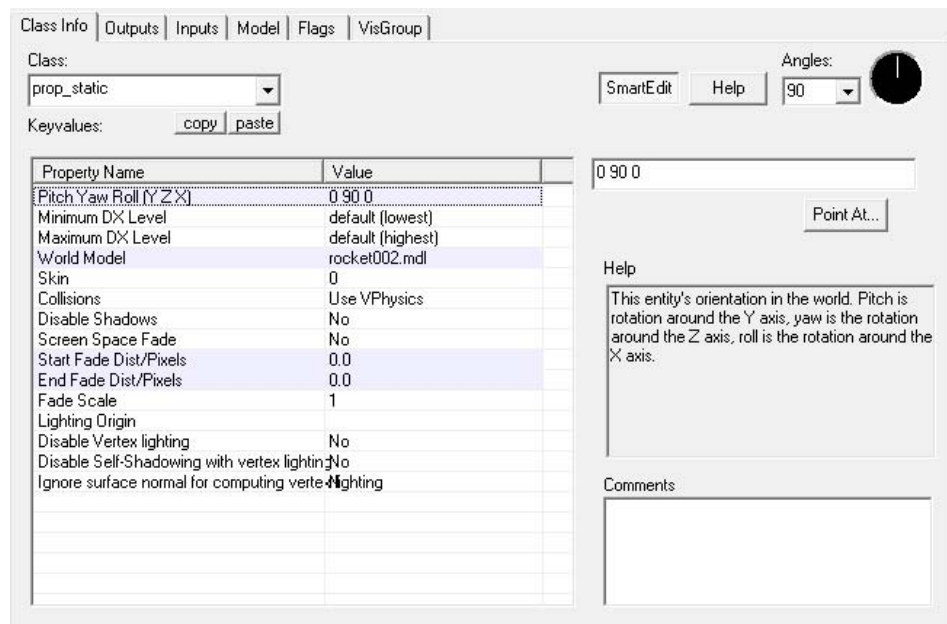 Class Info Outputs Inputs Model Flags VisGroup
Class:
prop_static
Keyvalues: copy paste
SmartEdit Help
Angles:
90
Property Name Value
Pitch Yaw Roll (Y Z X) 0 90 0
Minimum DX Level default (lowest)
Maximum DX Level default (highest)
World Model rocket002.mdl
Skin 0
Collisions Use VPhysics
Disable Shadows No
Screen Space Fade No
Start Fade Dist/Pixels 0.0
End Fade Dist/Pixels 0.0
Fade Scale 1
Lighting Origin
Disable Vertex lighting No
Disable Self-Shadowing with vertex lighting No
Ignore surface normal for computing vertex lighting
0 90 0
Point At...
Help
This entity's orientation in the world. Pitch is
rotation around the Y axis, yaw is the rotation
around the Z axis, roll is the rotation around the
X axis.
Comments